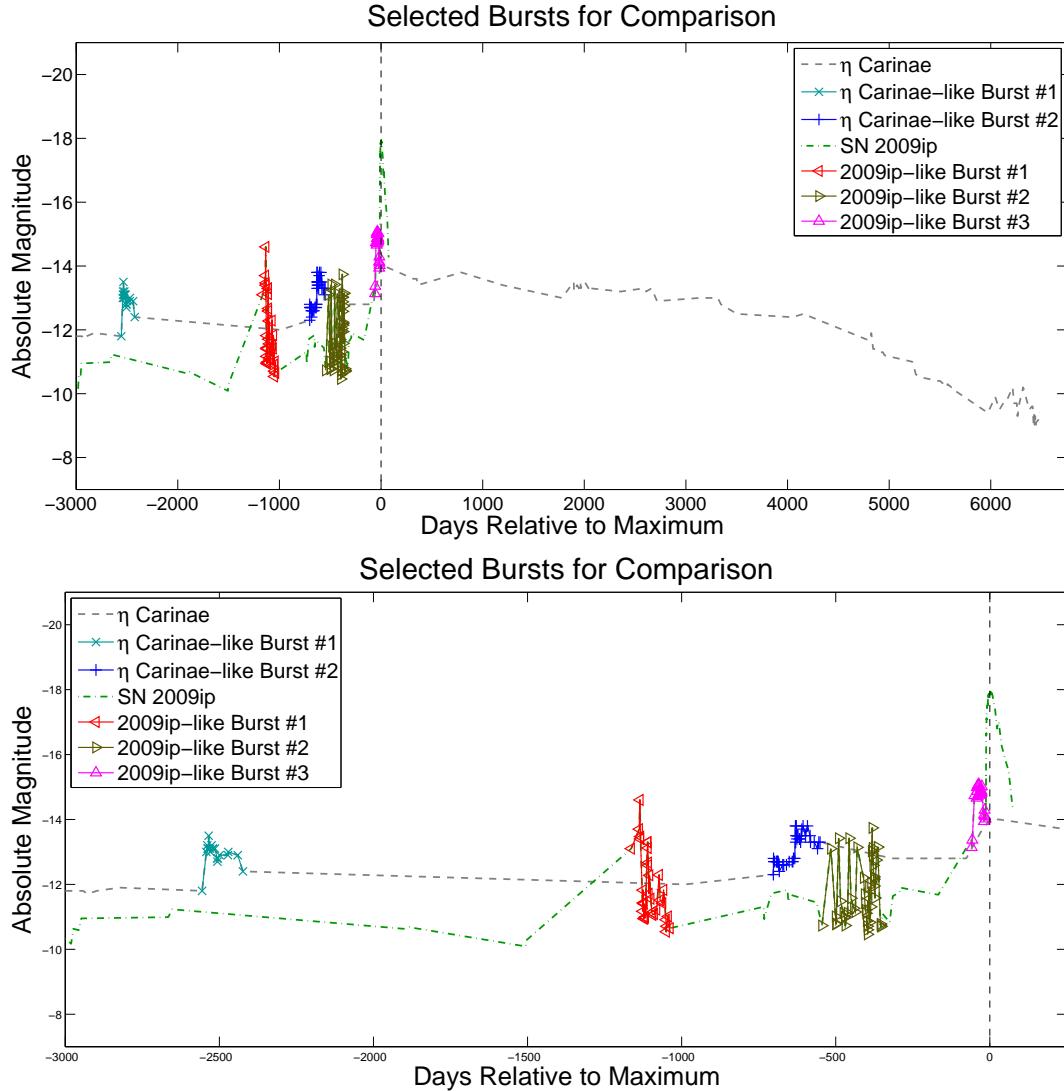 Selected Bursts for Comparison
Absolute Magnitude
−20
−18
−16
−14
−12
−10
−8
η Carinae
η Carinae−like Burst #1
η Carinae−like Burst #2
SN 2009ip
2009ip−like Burst #1
2009ip−like Burst #2
2009ip−like Burst #3
−3000 −2000 −1000 0 1000 2000 3000 4000 5000 6000
Days Relative to Maximum
Selected Bursts for Comparison
Absolute Magnitude
−20
−18
−16
−14
−12
−10
−8
η Carinae
η Carinae−like Burst #1
η Carinae−like Burst #2
SN 2009ip
2009ip−like Burst #1
2009ip−like Burst #2
2009ip−like Burst #3
−3000 −2500 −2000 −1500 −1000 −500 0
Days Relative to Maximum